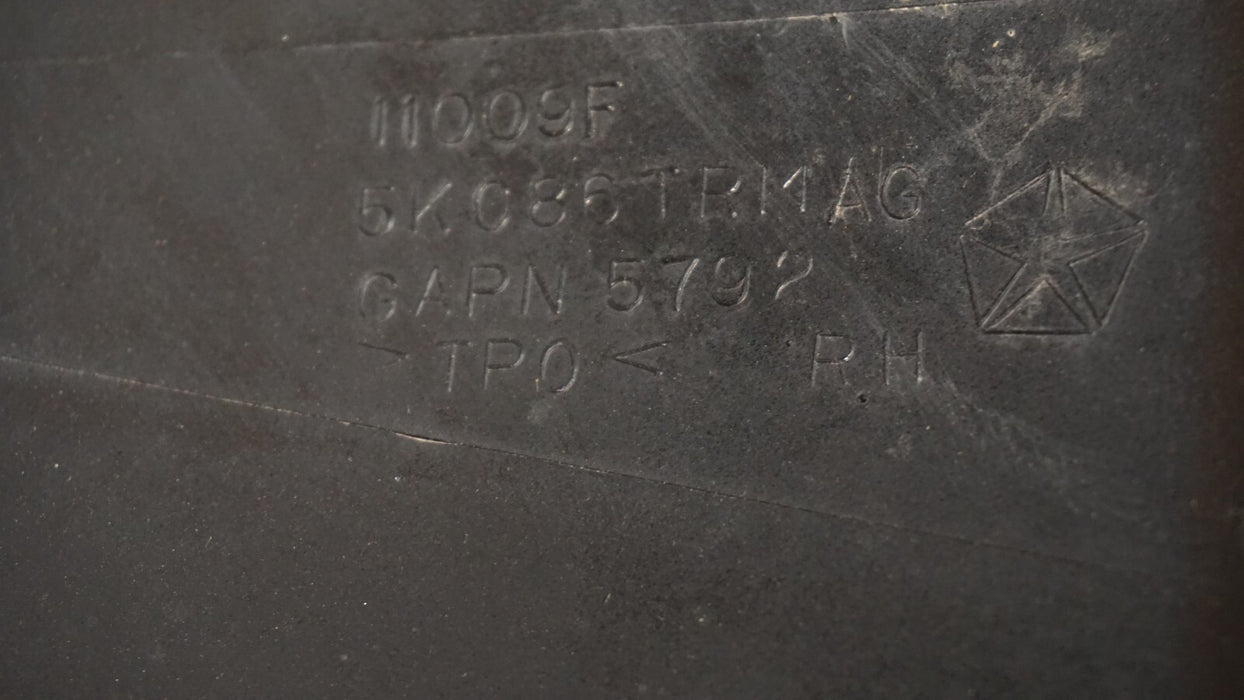 11009F
5K086TRMAG
GAPN 5792
>TPO< RH